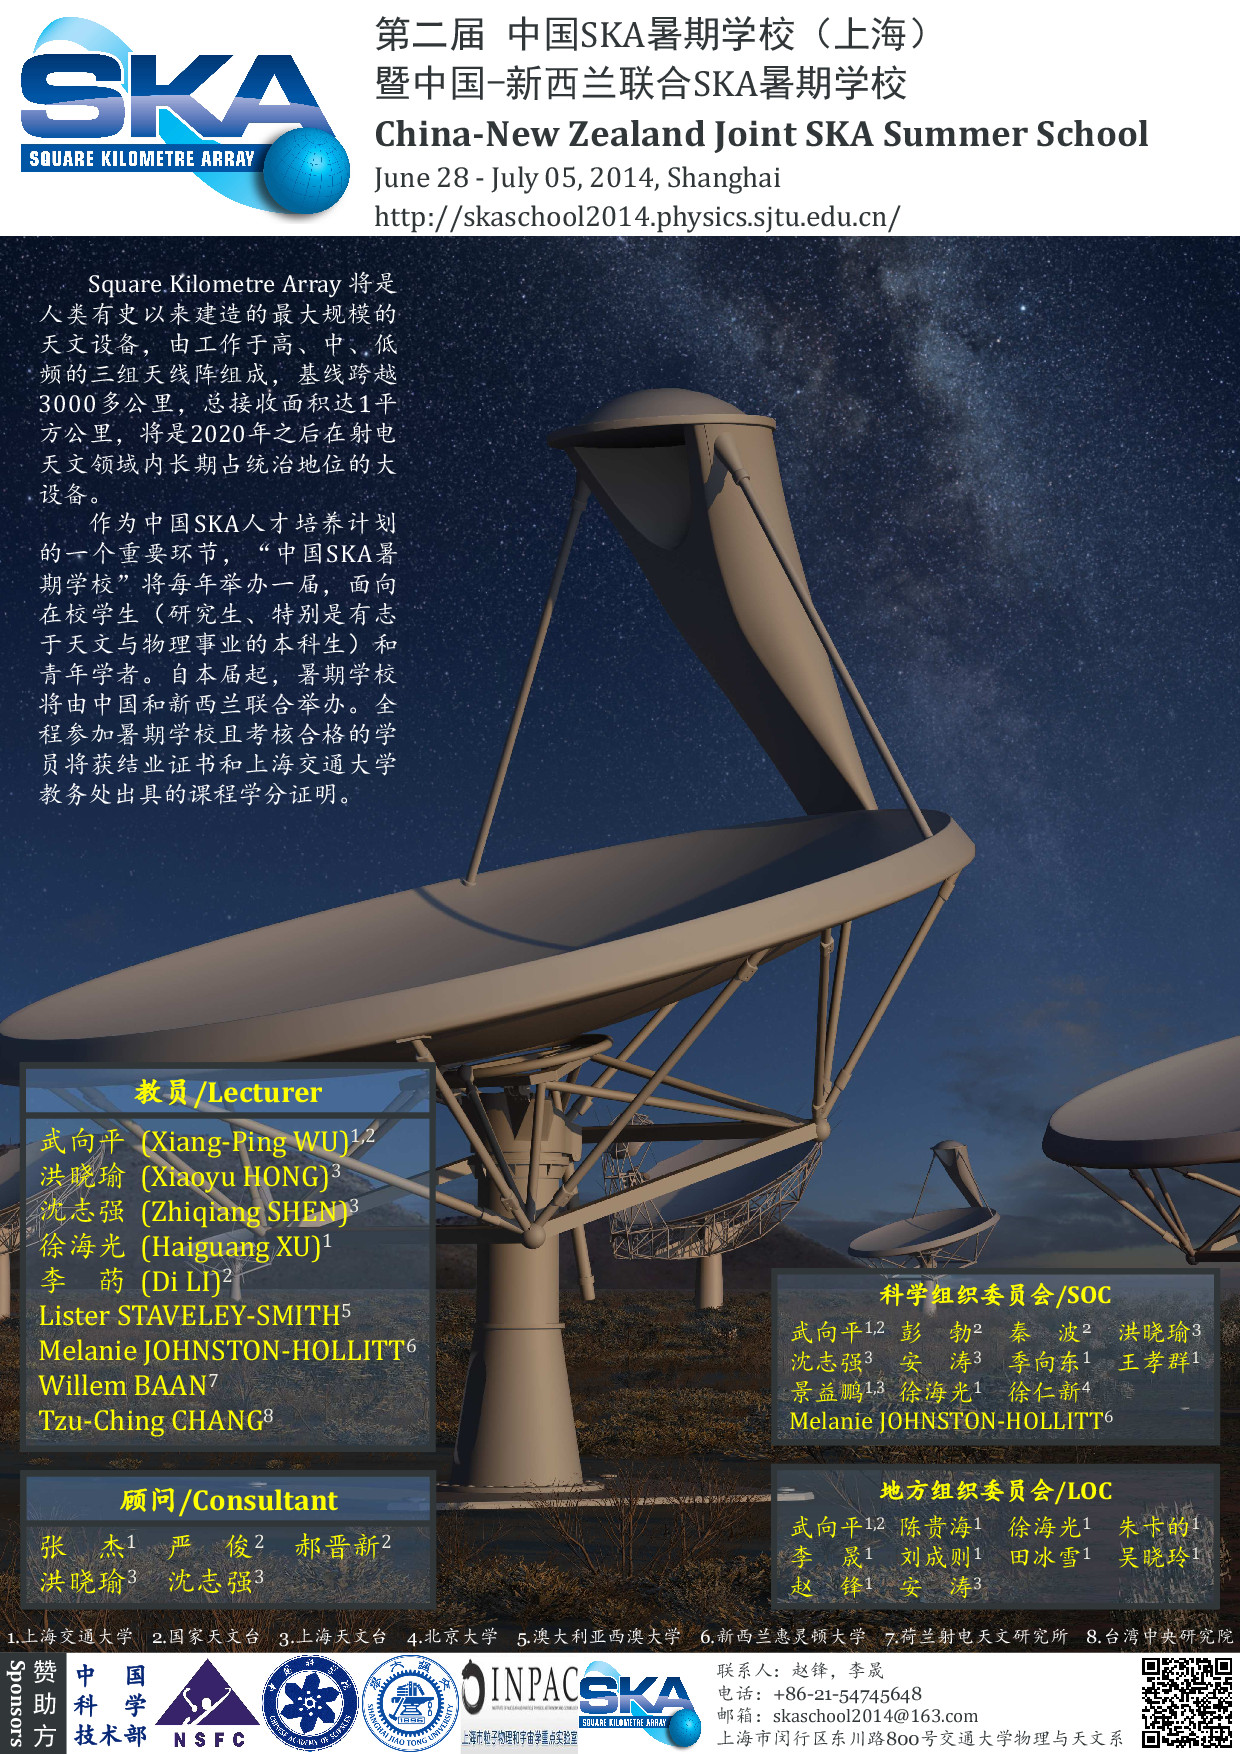 SKA
SQUARE KILOMETRE ARRAY
第二届 中国SKA暑期学校（上海）
暨中国-新西兰联合SKA暑期学校
China-New Zealand Joint SKA Summer School
June 28 - July 05, 2014, Shanghai
http://skaschool2014.physics.sjtu.edu.cn/
Square Kilometre Array 将是
人类有史以来建造的最大规模的
天文设备，由工作于高、中、低
频的三组天线阵组成，基线跨越
3000多公里，总接收面积达1平
方公里，将是2020年之后在射电
天文领域内长期占统治地位的大
设备。
作为中国SKA人才培养计划
的一个重要环节，“中国SKA暑
期学校”将每年举办一届，面向
在校学生（研究生、特别是有志
于天文与物理事业的本科生）和
青年学者。自本届起，暑期学校
将由中国和新西兰联合举办。全
程参加暑期学校且考核合格的学
员将获结业证书和上海交通大学
教务处出具的课程学分证明。
教员/Lecturer
武向平 (Xiang-Ping WU)1,2
洪晓瑜 (Xiaoyu HONG)3
沈志强 (Zhiqiang SHEN)3
徐海光 (Haiguang XU)1
李 菂 (Di LI)2
Lister STAVELEY-SMITH5
Melanie JOHNSTON-HOLLITT6
Willem BAAN7
Tzu-Ching CHANG8
顾问/Consultant
张 杰1 严 俊2 郝晋新2
洪晓瑜3 沈志强3
科学组织委员会/SOC
武向平1,2 彭 勃2 秦 波2 洪晓瑜3
沈志强3 安 涛3 季向东1 王孝群1
景益鹏1,3 徐海光1 徐仁新4
Melanie JOHNSTON-HOLLITT6
地方组织委员会/LOC
武向平1,2 陈贵海1 徐海光1 朱卡的1
李 晟1 刘成则1 田冰雪1 吴晓玲1
赵 锋1 安 涛3
1.上海交通大学 2.国家天文台 3.上海天文台 4.北京大学 5.澳大利亚西澳大学 6.新西兰惠灵顿大学 7.荷兰射电天文研究所 8.台湾中央研究院
赞助方
Sponsors
中国
科学
技术部
NSFC
CHINESE ACADEMY OF SCIENCES
SHANGHAI JIAO TONG UNIVERSITY
1896
INPAC
上海市粒子物理和宇宙学重点实验室
SKA
SQUARE KILOMETRE ARRAY
联系人：赵锋，李晟
电话：+86-21-54745648
邮箱：skaschool2014@163.com
上海市闵行区东川路800号交通大学物理与天文系